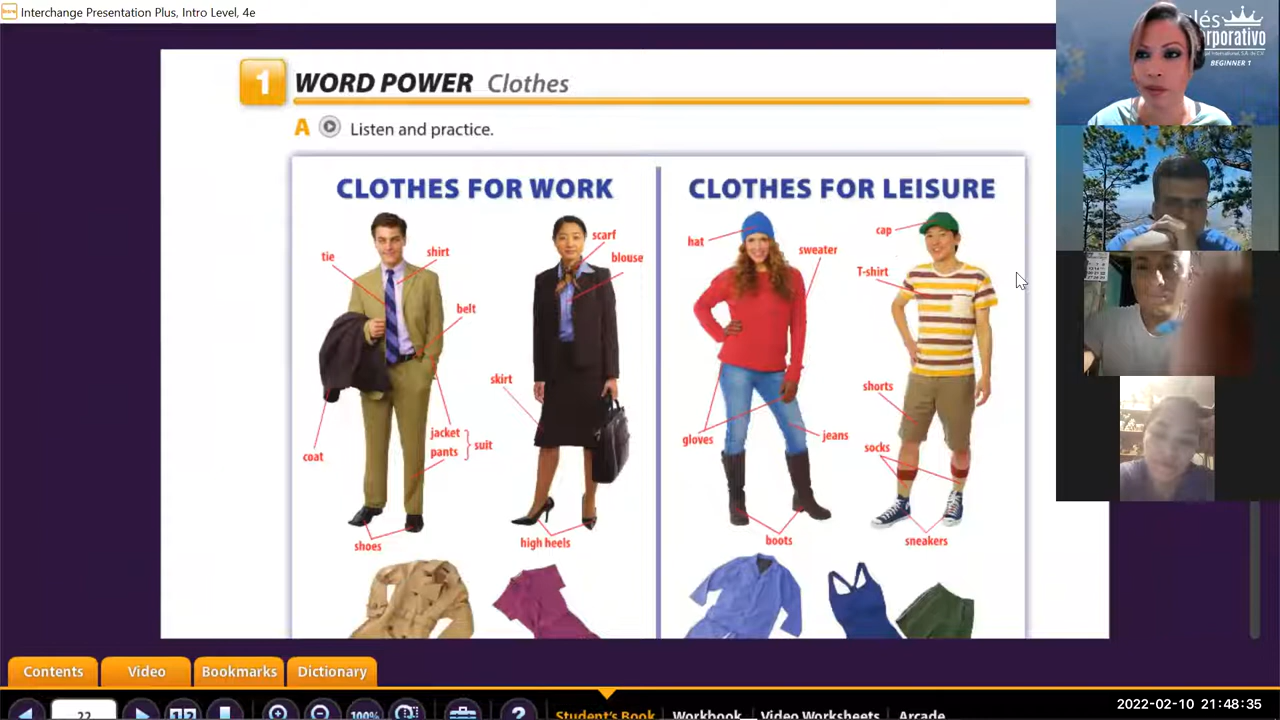 Interchange Presentation Plus, Intro Level, 4e
1 WORD POWER Clothes
A Listen and practice.
CLOTHES FOR WORK
tie
shirt
belt
coat
jacket
pants
suit
shoes
scarf
blouse
skirt
high heels
CLOTHES FOR LEISURE
hat
sweater
gloves
jeans
boots
cap
T-shirt
shorts
socks
sneakers
BEGINNER 1
Contents
Video
Bookmarks
Dictionary
22
100%
?
Student's Book
Workbook
Video Worksheets
Arcade
2022-02-10 21:48:35